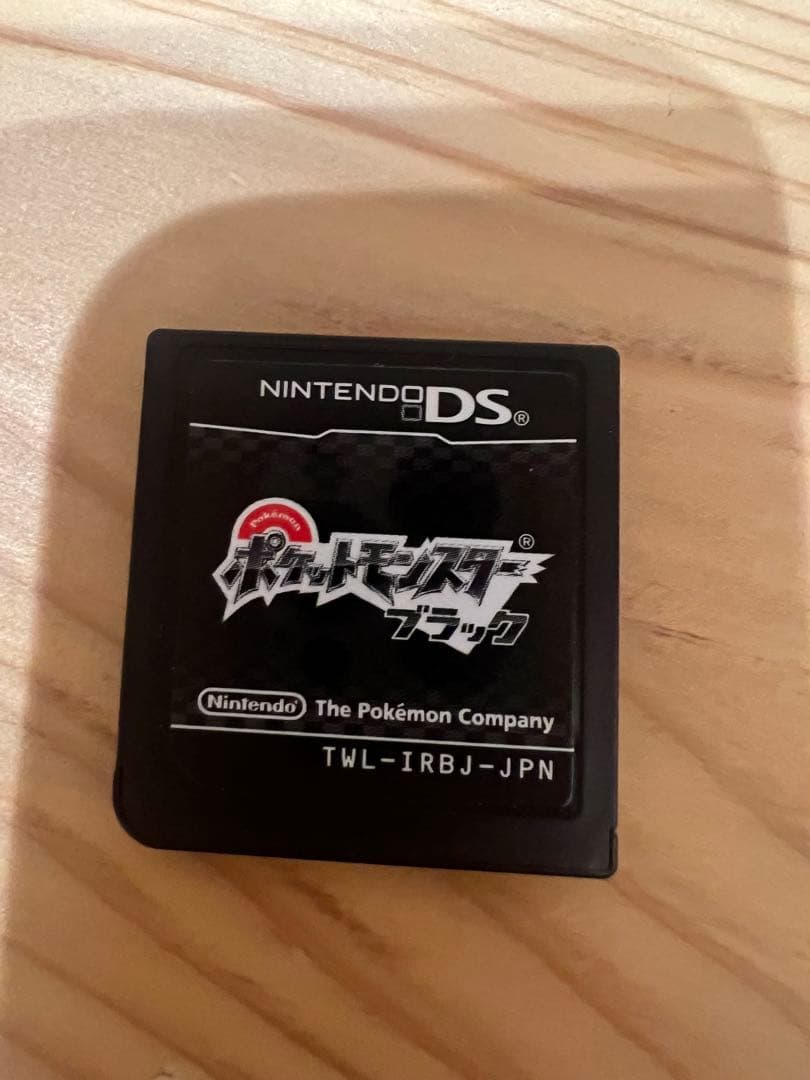 NINTENDO DS®
Pokémon
ポケットモンスター®
ブラック
Nintendo® The Pokémon Company
TWL-IRBJ-JPN